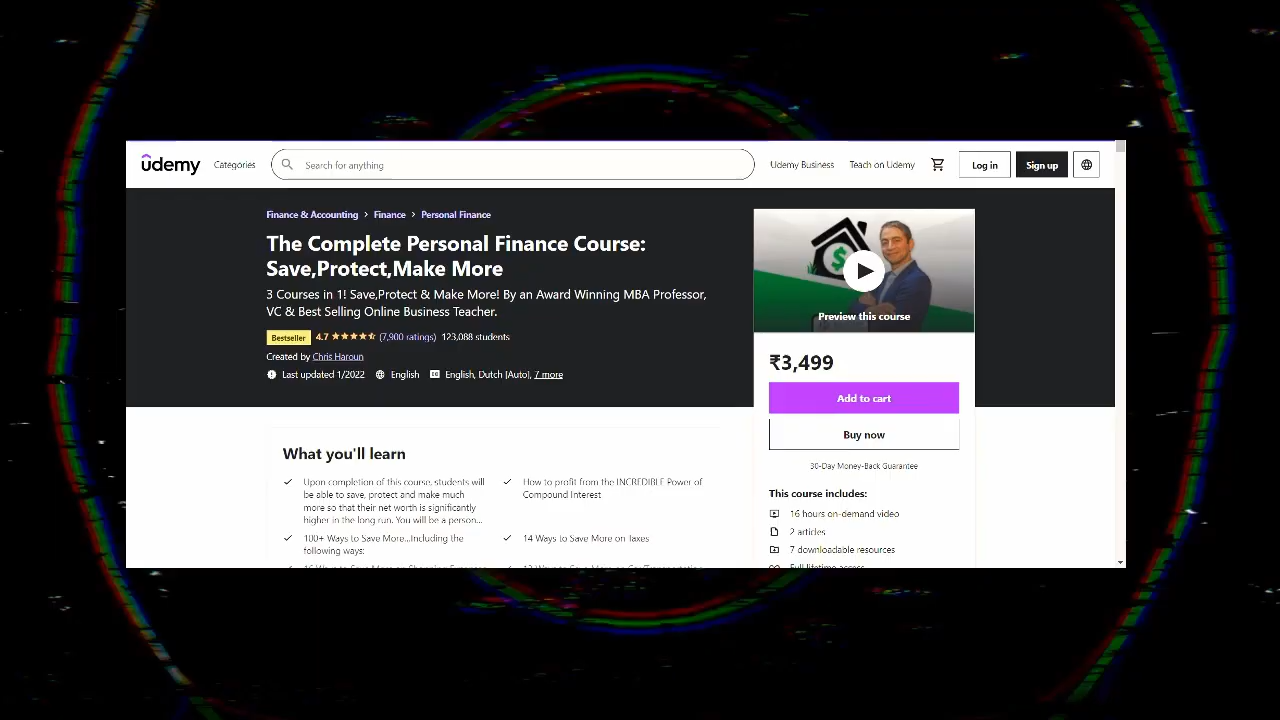 udemy
Categories
Search for anything
Udemy Business
Teach on Udemy
Log in
Sign up
Finance & Accounting > Finance > Personal Finance
The Complete Personal Finance Course:
Save,Protect,Make More
3 Courses in 1! Save,Protect & Make More! By an Award Winning MBA Professor,
VC & Best Selling Online Business Teacher.
Bestseller 4.7 (7,900 ratings) 123,088 students
Created by Chris Haroun
Last updated 1/2022 English English, Dutch [Auto], 7 more
Preview this course
₹3,499
Add to cart
Buy now
30-Day Money-Back Guarantee
This course includes:
16 hours on-demand video
2 articles
7 downloadable resources
Full lifetime access
What you'll learn
Upon completion of this course, students will
be able to save, protect and make much
more so that their net worth is significantly
higher in the long run. You will be a person...
How to profit from the INCREDIBLE Power of
Compound Interest
100+ Ways to Save More...Including the
following ways:
14 Ways to Save More on Taxes